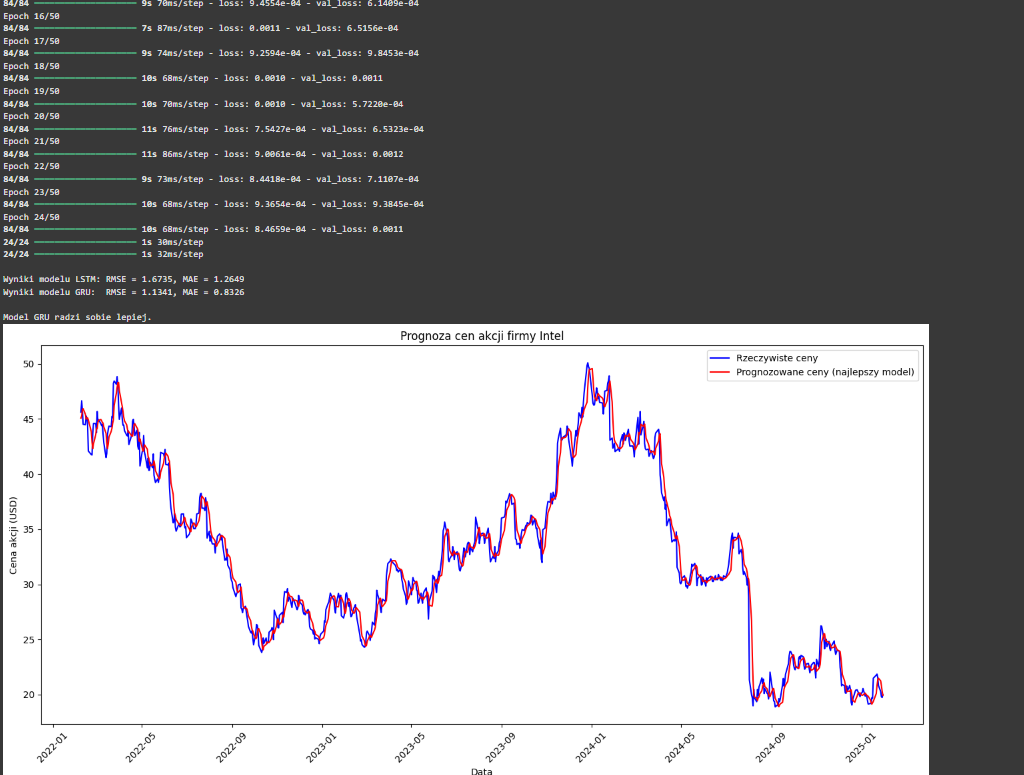 84/84 ━━━━━━━━━━━━━━━━━━━━ 9s 70ms/step - loss: 9.4554e-04 - val_loss: 6.1409e-04
Epoch 16/50
84/84 ━━━━━━━━━━━━━━━━━━━━ 7s 87ms/step - loss: 0.0011 - val_loss: 6.5156e-04
Epoch 17/50
84/84 ━━━━━━━━━━━━━━━━━━━━ 9s 74ms/step - loss: 9.2594e-04 - val_loss: 9.8453e-04
Epoch 18/50
84/84 ━━━━━━━━━━━━━━━━━━━━ 10s 68ms/step - loss: 0.0010 - val_loss: 0.0011
Epoch 19/50
84/84 ━━━━━━━━━━━━━━━━━━━━ 10s 70ms/step - loss: 0.0010 - val_loss: 5.7220e-04
Epoch 20/50
84/84 ━━━━━━━━━━━━━━━━━━━━ 11s 76ms/step - loss: 7.5427e-04 - val_loss: 6.5323e-04
Epoch 21/50
84/84 ━━━━━━━━━━━━━━━━━━━━ 11s 86ms/step - loss: 9.0061e-04 - val_loss: 0.0012
Epoch 22/50
84/84 ━━━━━━━━━━━━━━━━━━━━ 9s 73ms/step - loss: 8.4418e-04 - val_loss: 7.1107e-04
Epoch 23/50
84/84 ━━━━━━━━━━━━━━━━━━━━ 10s 68ms/step - loss: 9.3654e-04 - val_loss: 9.3845e-04
Epoch 24/50
84/84 ━━━━━━━━━━━━━━━━━━━━ 10s 68ms/step - loss: 8.4659e-04 - val_loss: 0.0011
24/24 ━━━━━━━━━━━━━━━━━━━━ 1s 30ms/step
24/24 ━━━━━━━━━━━━━━━━━━━━ 1s 32ms/step
Wyniki modelu LSTM: RMSE = 1.6735, MAE = 1.2649
Wyniki modelu GRU:  RMSE = 1.1341, MAE = 0.8326
Model GRU radzi sobie lepiej.
Prognoza cen akcji firmy Intel
Rzeczywiste ceny
Prognozowane ceny (najlepszy model)
50
45
40
35
30
25
20
Cena akcji (USD)
2022-01
2022-05
2022-09
2023-01
2023-05
2023-09
2024-01
2024-05
2024-09
2025-01
Data